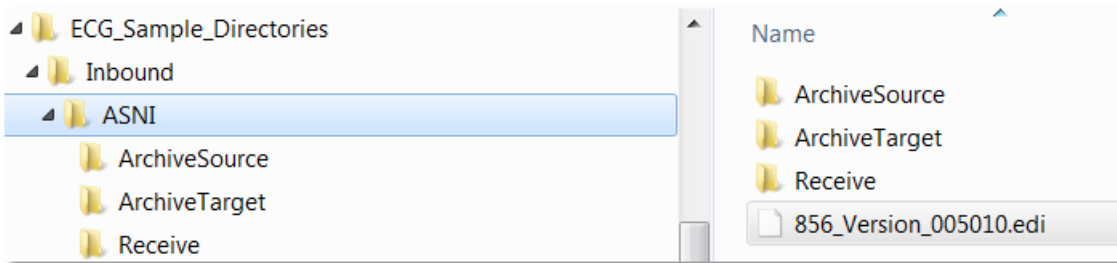 ECG_Sample_Directories
Inbound
ASNI
ArchiveSource
ArchiveTarget
Receive
Name
ArchiveSource
ArchiveTarget
Receive
856_Version_005010.edi